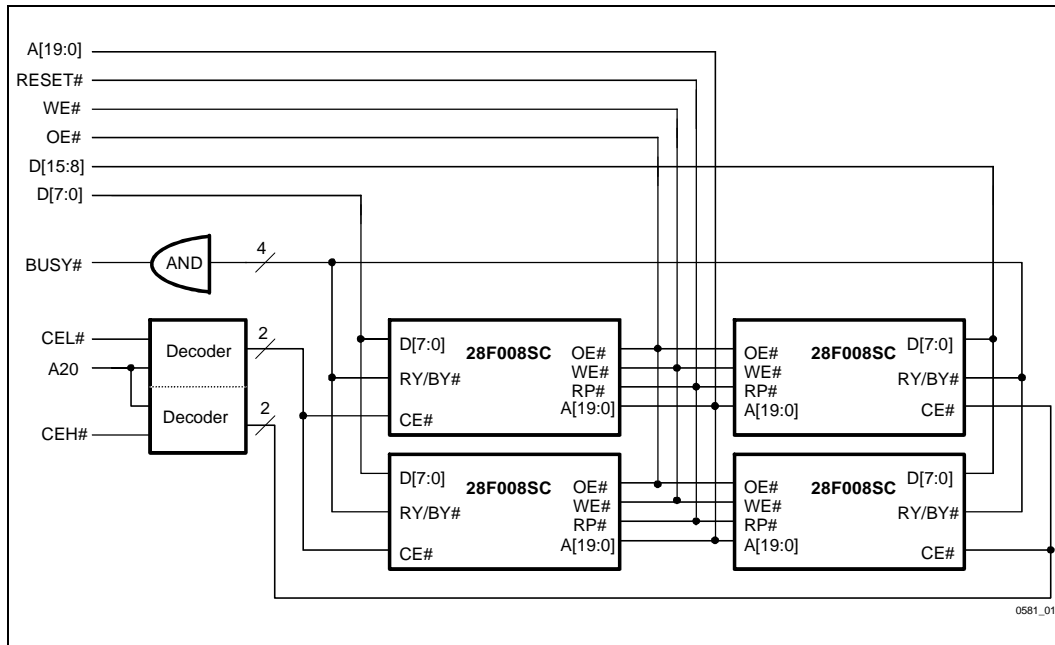 A[19:0]
RESET#
WE#
OE#
D[15:8]
D[7:0]
BUSY#
AND
4
CEL#
A20
CEH#
Decoder
Decoder
2
2
D[7:0]
28F008SC
OE#
WE#
RP#
A[19:0]
RY/BY#
CE#
OE#
WE#
RP#
A[19:0]
28F008SC
D[7:0]
RY/BY#
CE#
D[7:0]
28F008SC
OE#
WE#
RP#
A[19:0]
RY/BY#
CE#
OE#
WE#
RP#
A[19:0]
28F008SC
D[7:0]
RY/BY#
CE#
0581_01